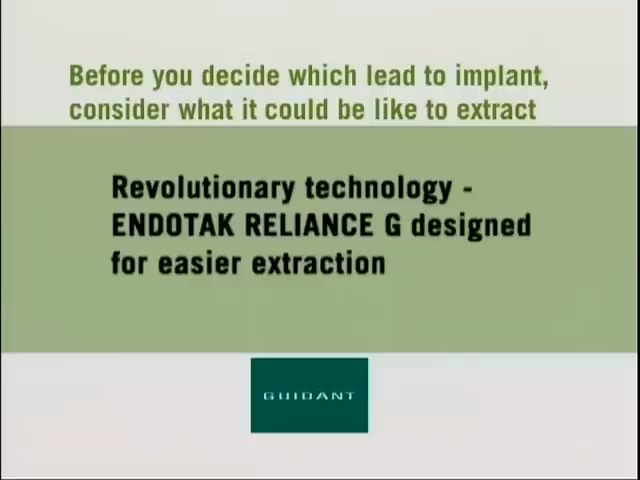 Before you decide which lead to implant,
consider what it could be like to extract
Revolutionary technology -
ENDOTAK RELIANCE G designed
for easier extraction
GUIDANT